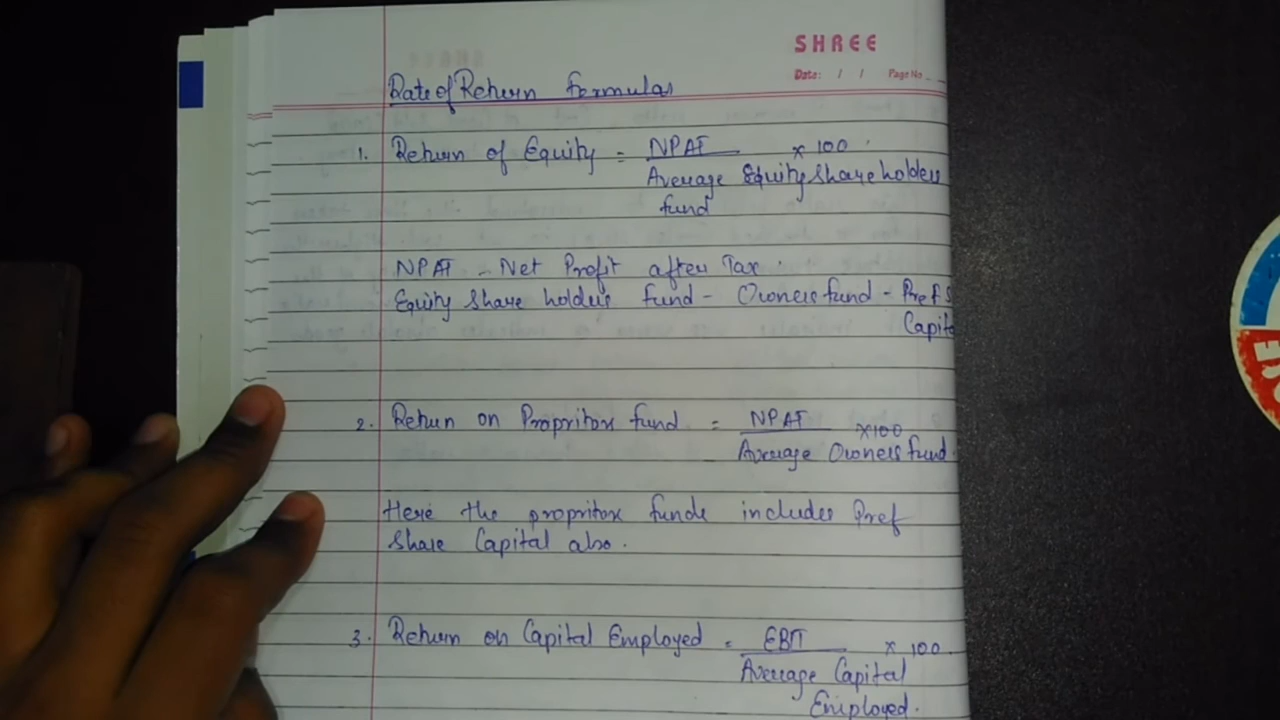 SHREE
Date: / / Page No
Rate of Return Formulas
1. Return of Equity = NPAT × 100
Average Equity Share holders
fund
NPAT - Net Profit after Tax.
Equity Share holders fund - Owners fund - Pref S
Capita
2. Return on Propritox fund = NPAT ×100
Average Owners fund.
Here the propritox funds includes Pref
Share Capital also.
3. Return on Capital Employed = EBIT × 100
Average Capital
Employed.